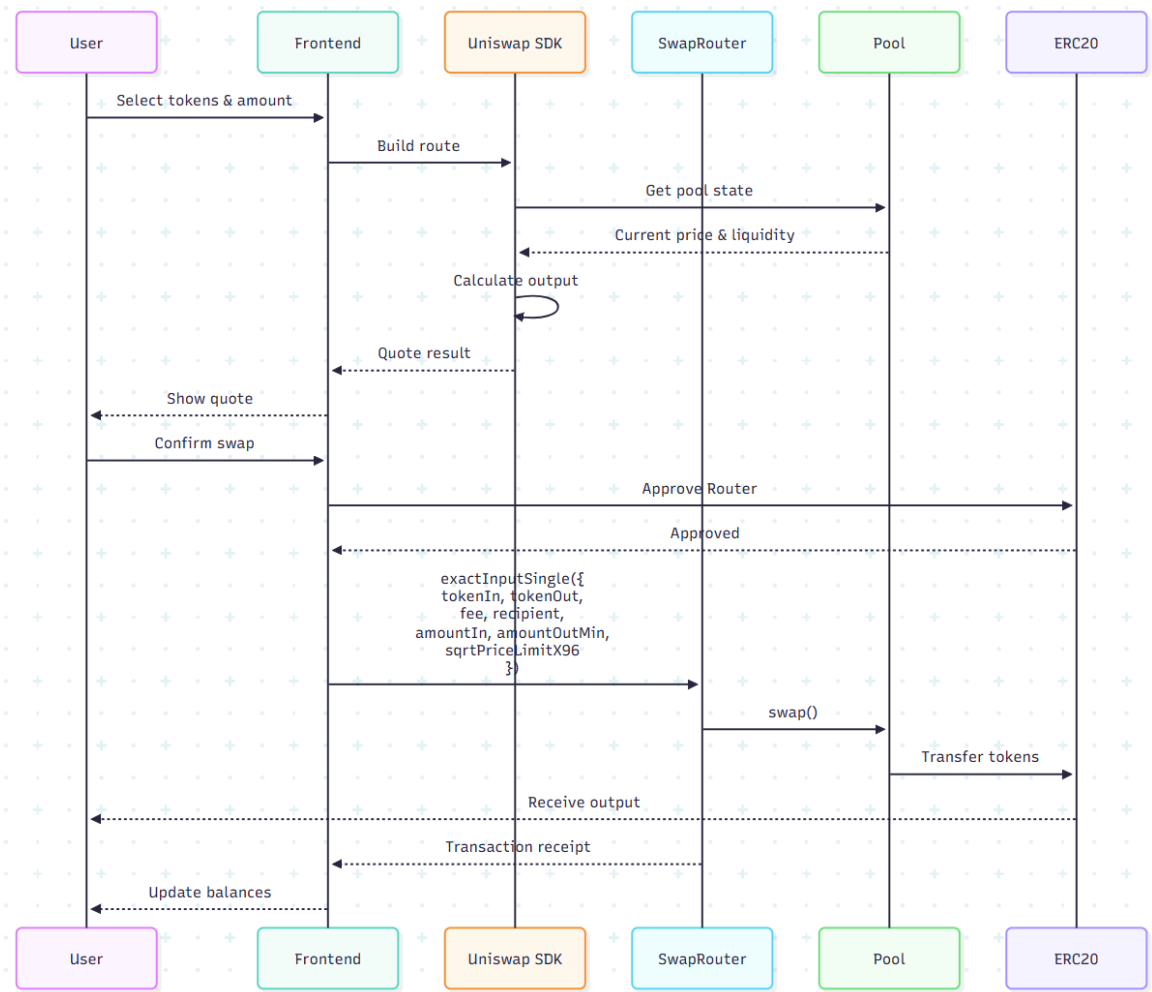 User
Frontend
Uniswap SDK
SwapRouter
Pool
ERC20
Select tokens & amount
Build route
Get pool state
Current price & liquidity
Calculate output
Quote result
Show quote
Confirm swap
Approve Router
Approved
exactInputSingle({
tokenIn, tokenOut,
fee, recipient,
amountIn, amountOutMin,
sqrtPriceLimitX96
})
swap()
Transfer tokens
Receive output
Transaction receipt
Update balances
User
Frontend
Uniswap SDK
SwapRouter
Pool
ERC20